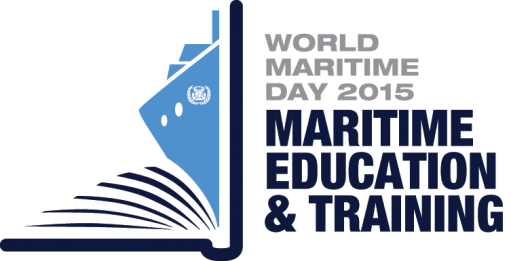 WORLD
MARITIME
DAY 2015
MARITIME
EDUCATION
& TRAINING